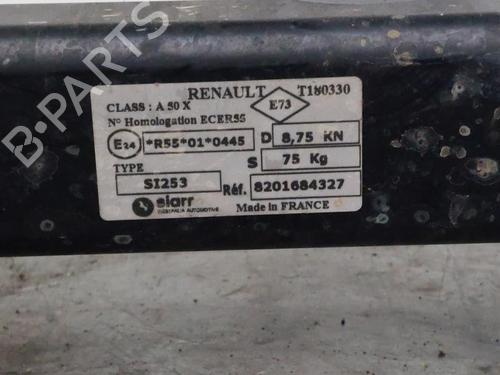 RENAULT T180330
CLASS : A 50 X E73
N° Homologation ECER55
E24 *R55*01*0445 D 8,75 KN
S 75 Kg
TYPE
SI253 Réf. 8201684327
siarr
AUTOMOTIVE
Made in FRANCE
B-PARTS